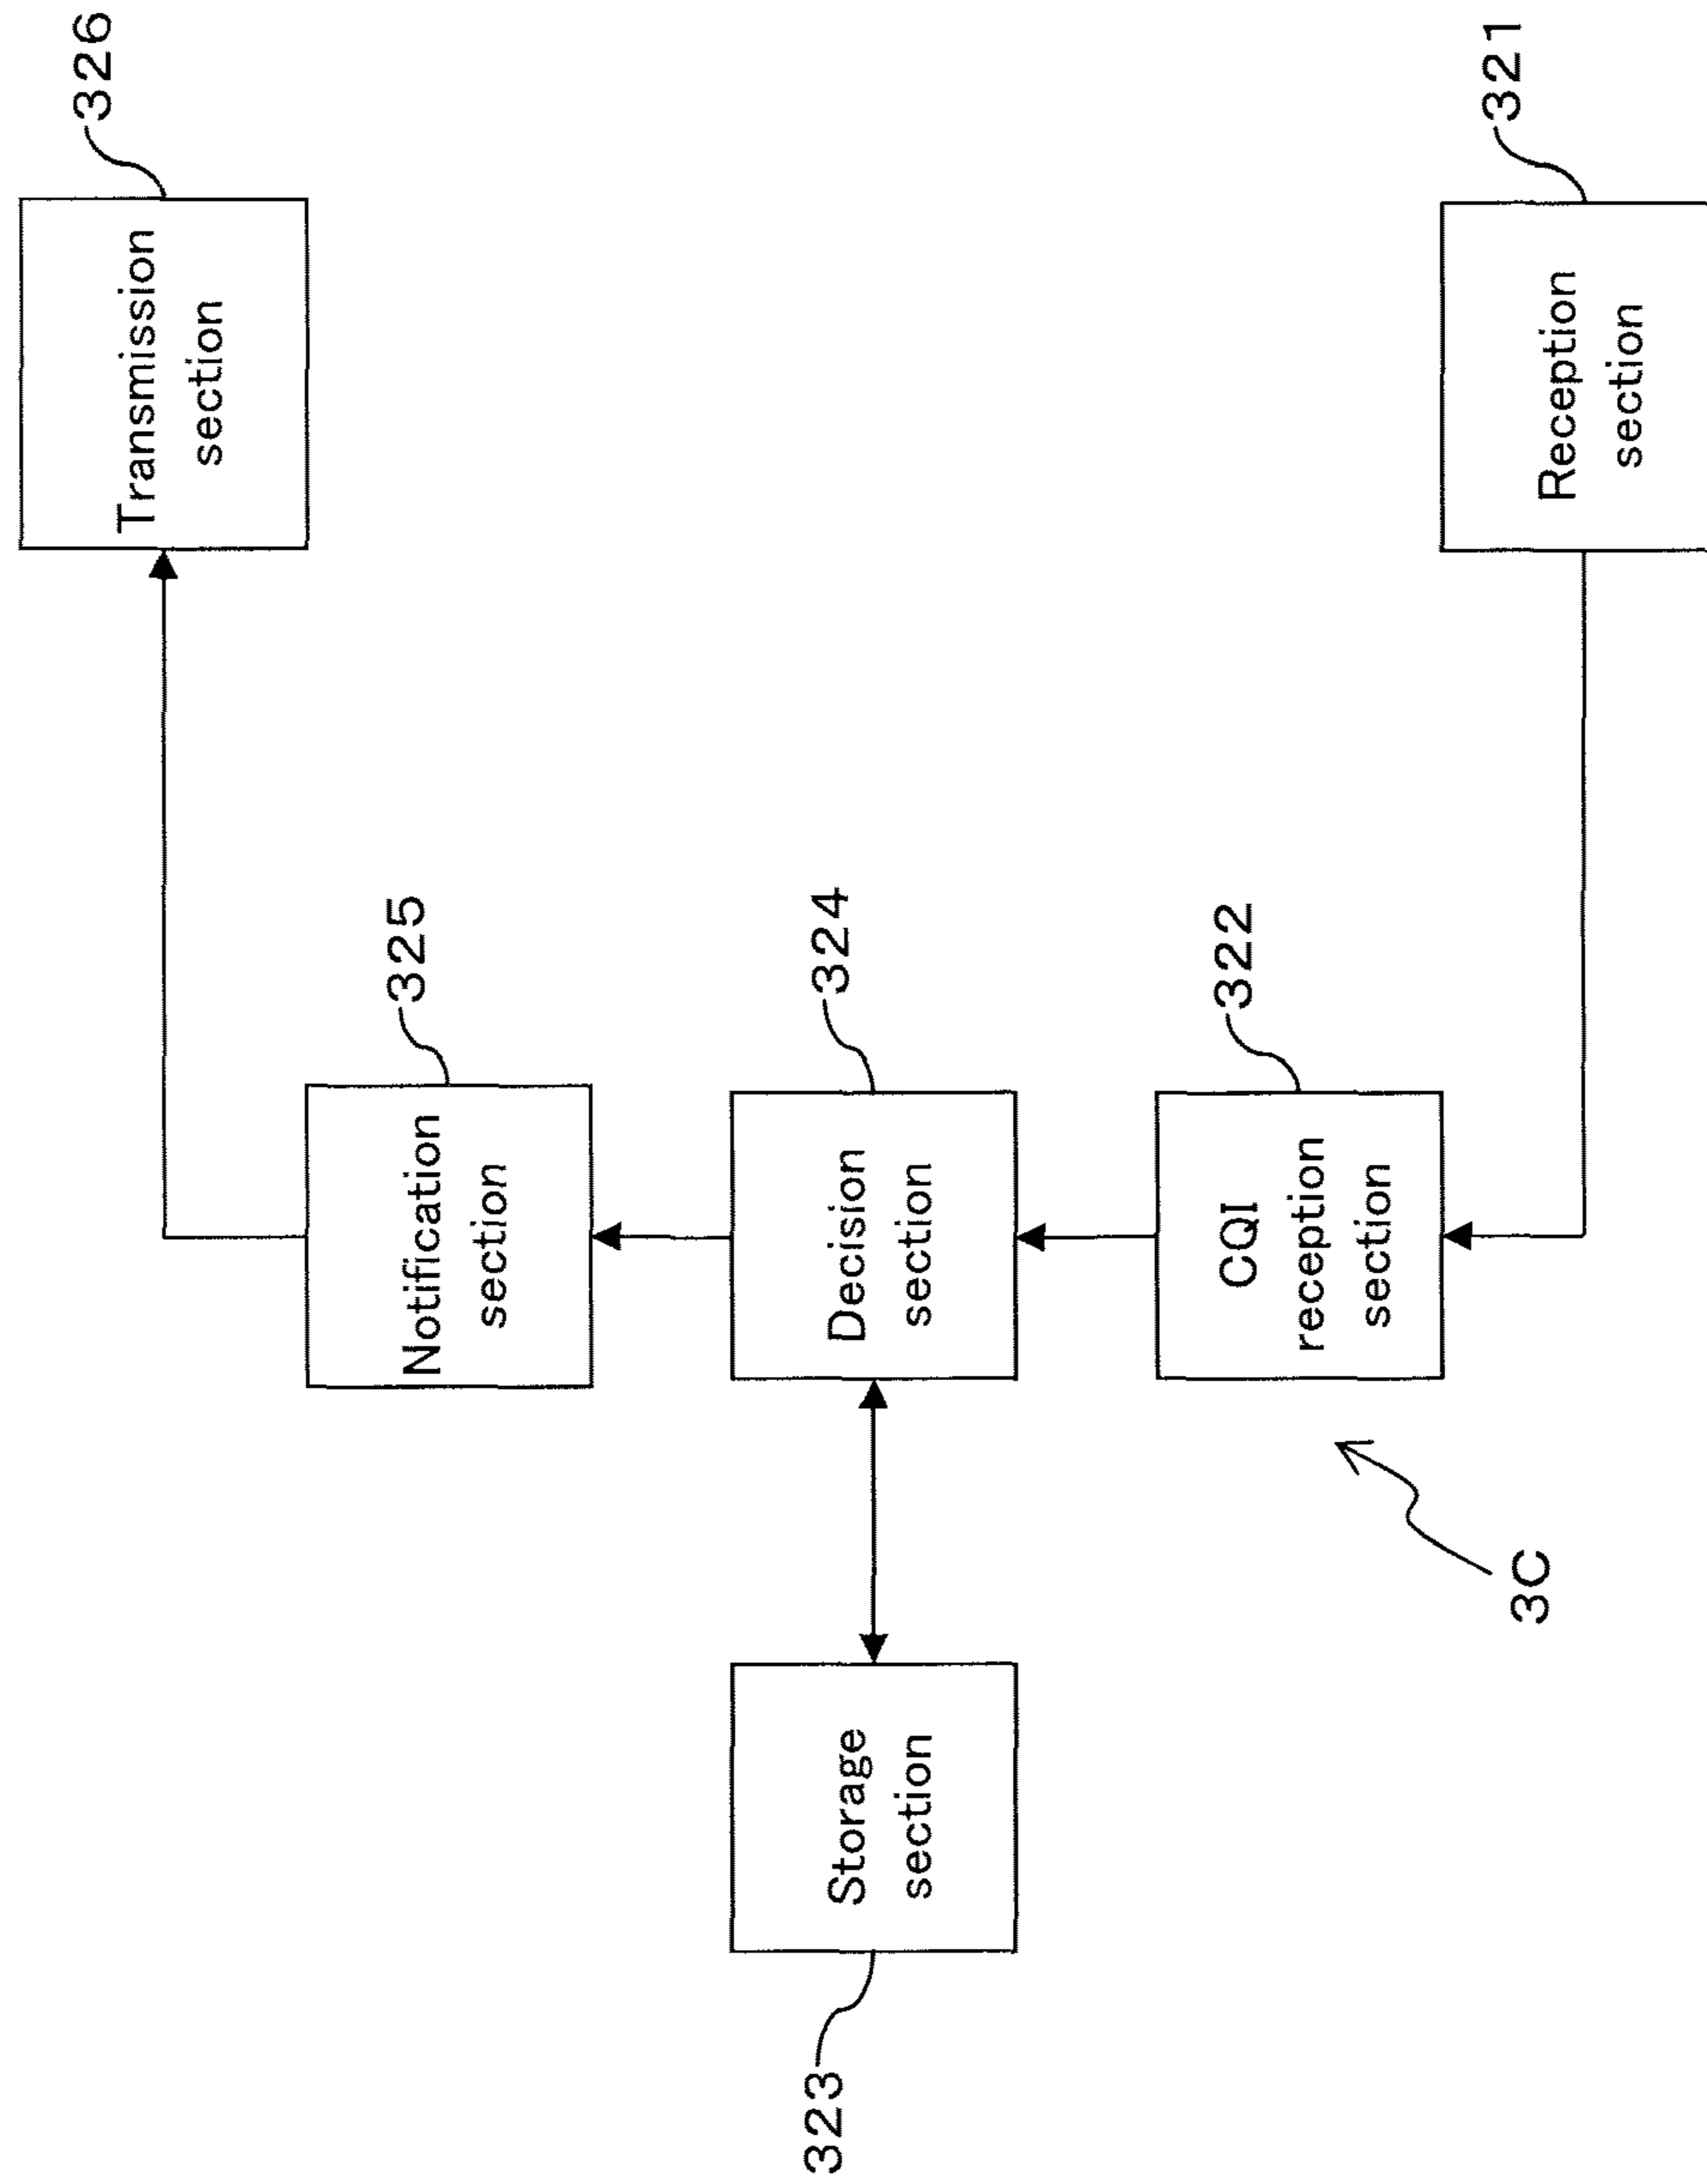 326
Transmission
section
325
Notification
section
323
Storage
section
324
Decision
section
322
CQI
reception
section
3C
321
Reception
section